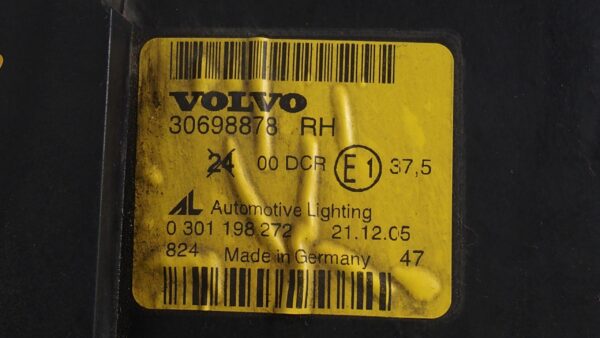 VOLVO
30698878 RH
24 00 DCR E1 37,5
AL Automotive Lighting
0 301 198 272 21.12.05
824 Made in Germany 47